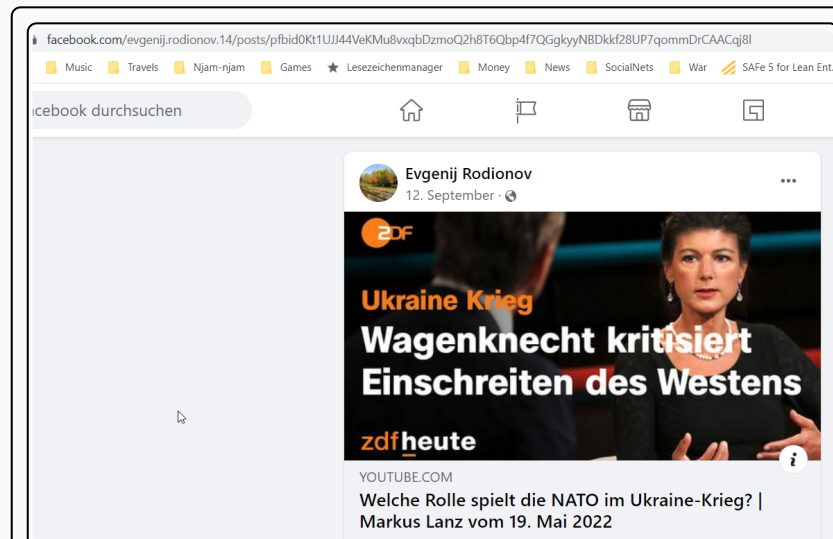 facebook.com/evgenij.rodionov.14/posts/pfbid0Kt1UJJ44VeKMu8vxqbDzmoQ2h8T6Qbp4f7QGgkyyNBDkkf28UP7qommDrCAACqj8l
Music Travels Njam-njam Games Lesezeichenmanager Money News SocialNets War SAFe 5 for Lean Ent.
acebook durchsuchen
Evgenij Rodionov
12. September ·
ZDF
Ukraine Krieg
Wagenknecht kritisiert
Einschreiten des Westens
zdfheute
YOUTUBE.COM
Welche Rolle spielt die NATO im Ukraine-Krieg? |
Markus Lanz vom 19. Mai 2022